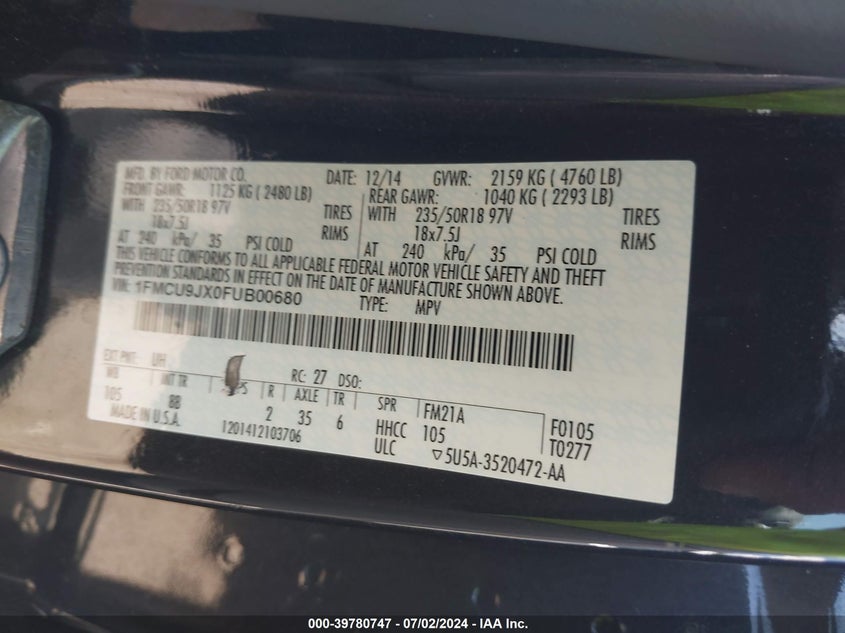 MFD. BY FORD MOTOR CO. DATE: 12/14 GVWR: 2159 KG ( 4760 LB)
FRONT GAWR: 1125 KG ( 2480 LB) REAR GAWR: 1040 KG ( 2293 LB)
WITH 235/50R18 97V TIRES WITH 235/50R18 97V TIRES
18x7.5J RIMS 18x7.5J RIMS
AT 240 kPa/ 35 PSI COLD AT 240 kPa/ 35 PSI COLD
THIS VEHICLE CONFORMS TO ALL APPLICABLE FEDERAL MOTOR VEHICLE SAFETY AND THEFT
PREVENTION STANDARDS IN EFFECT ON THE DATE OF MANUFACTURE SHOWN ABOVE.
VIN: 1FMCU9JX0FUB00680 TYPE: MPV
EXT PNT: UH RC: 27 DSO:
WB INT TR R AXLE TR SPR FM21A F0105
105 88 2 35 6 HHCC 105 T0277
MADE IN U.S.A. 1201412103706 ULC ▽5U5A-3520472-AA
000-39780747 - 07/02/2024 - IAA Inc.